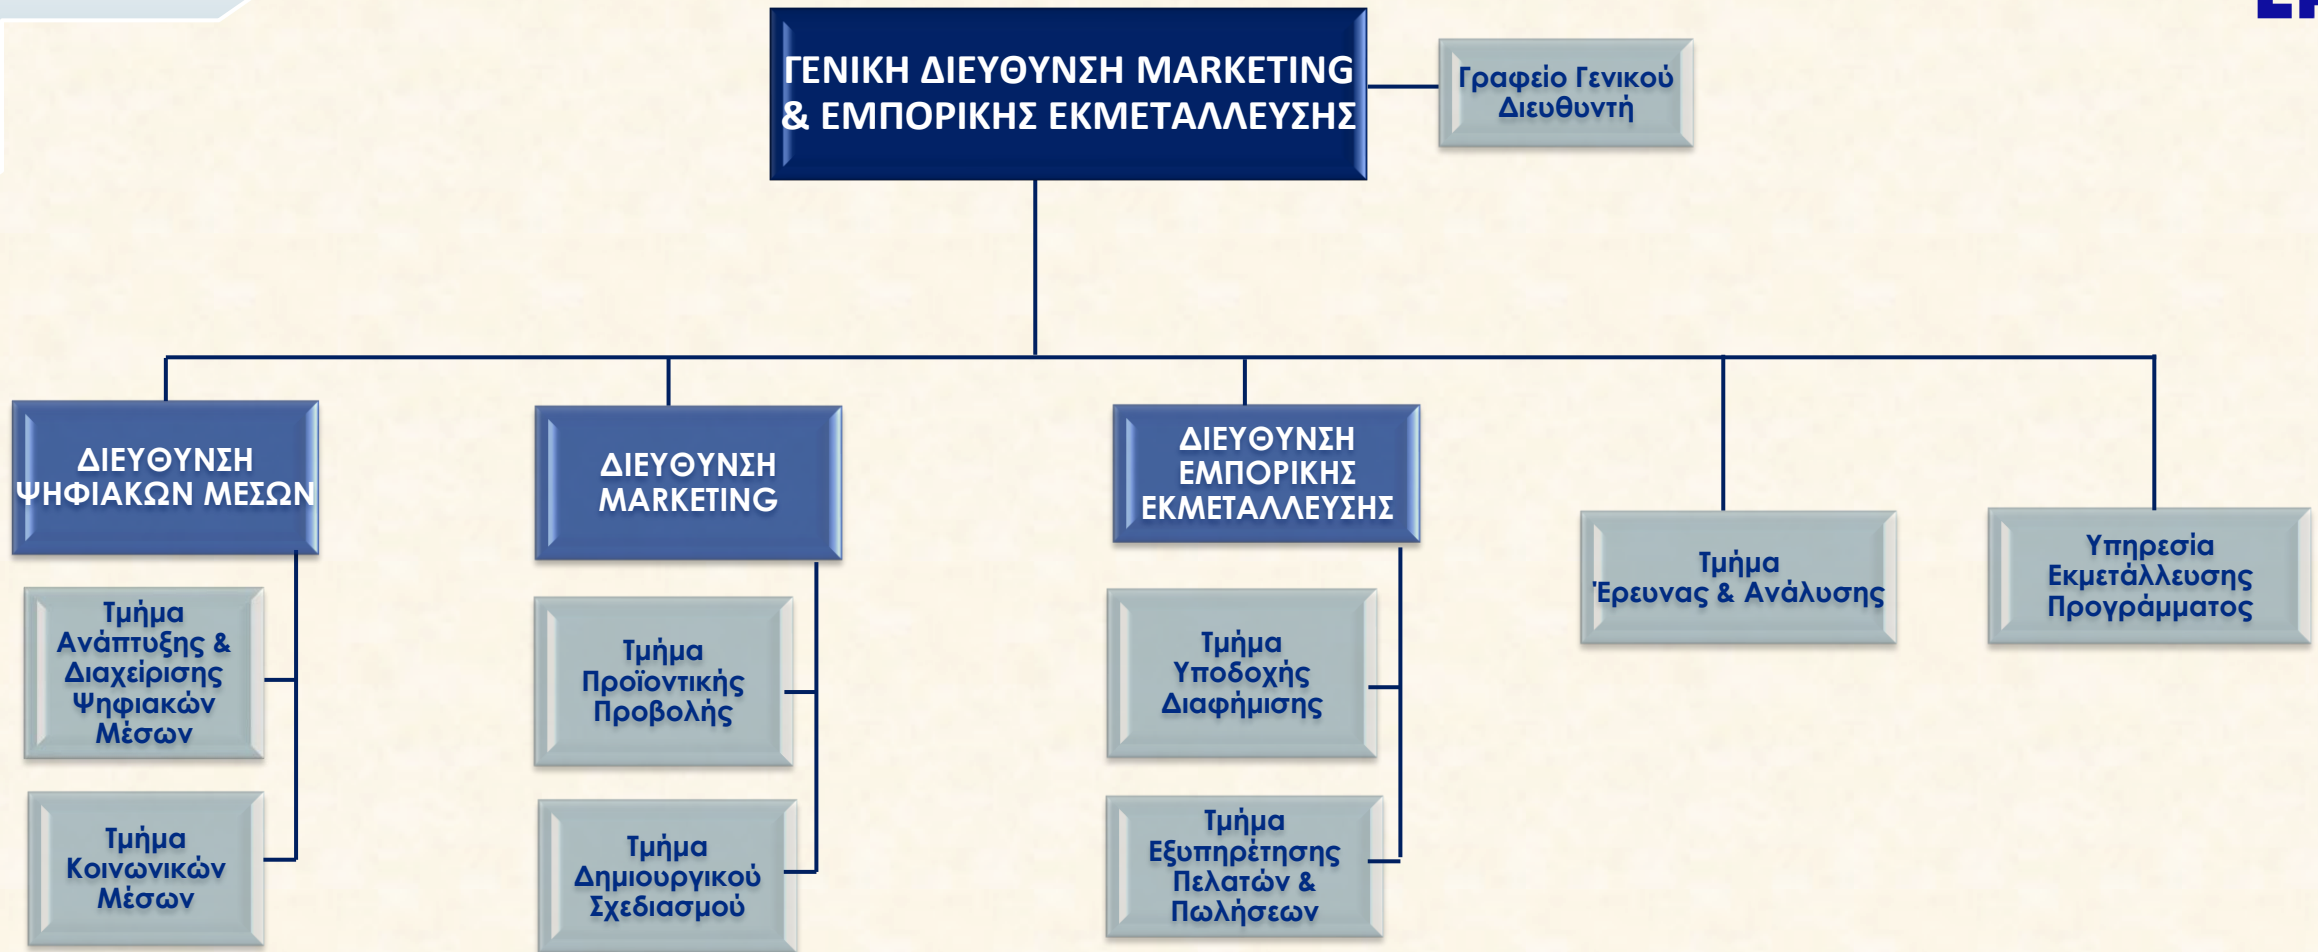 ΓΕΝΙΚΗ ΔΙΕΥΘΥΝΣΗ MARKETING
& ΕΜΠΟΡΙΚΗΣ ΕΚΜΕΤΑΛΛΕΥΣΗΣ
Γραφείο Γενικού
Διευθυντή
ΔΙΕΥΘΥΝΣΗ
ΨΗΦΙΑΚΩΝ ΜΕΣΩΝ
ΔΙΕΥΘΥΝΣΗ
MARKETING
ΔΙΕΥΘΥΝΣΗ
ΕΜΠΟΡΙΚΗΣ
ΕΚΜΕΤΑΛΛΕΥΣΗΣ
Τμήμα
Έρευνας & Ανάλυσης
Υπηρεσία
Εκμετάλλευσης
Προγράμματος
Τμήμα
Ανάπτυξης &
Διαχείρισης
Ψηφιακών
Μέσων
Τμήμα
Προϊοντικής
Προβολής
Τμήμα
Υποδοχής
Διαφήμισης
Τμήμα
Κοινωνικών
Μέσων
Τμήμα
Δημιουργικού
Σχεδιασμού
Τμήμα
Εξυπηρέτησης
Πελατών &
Πωλήσεων